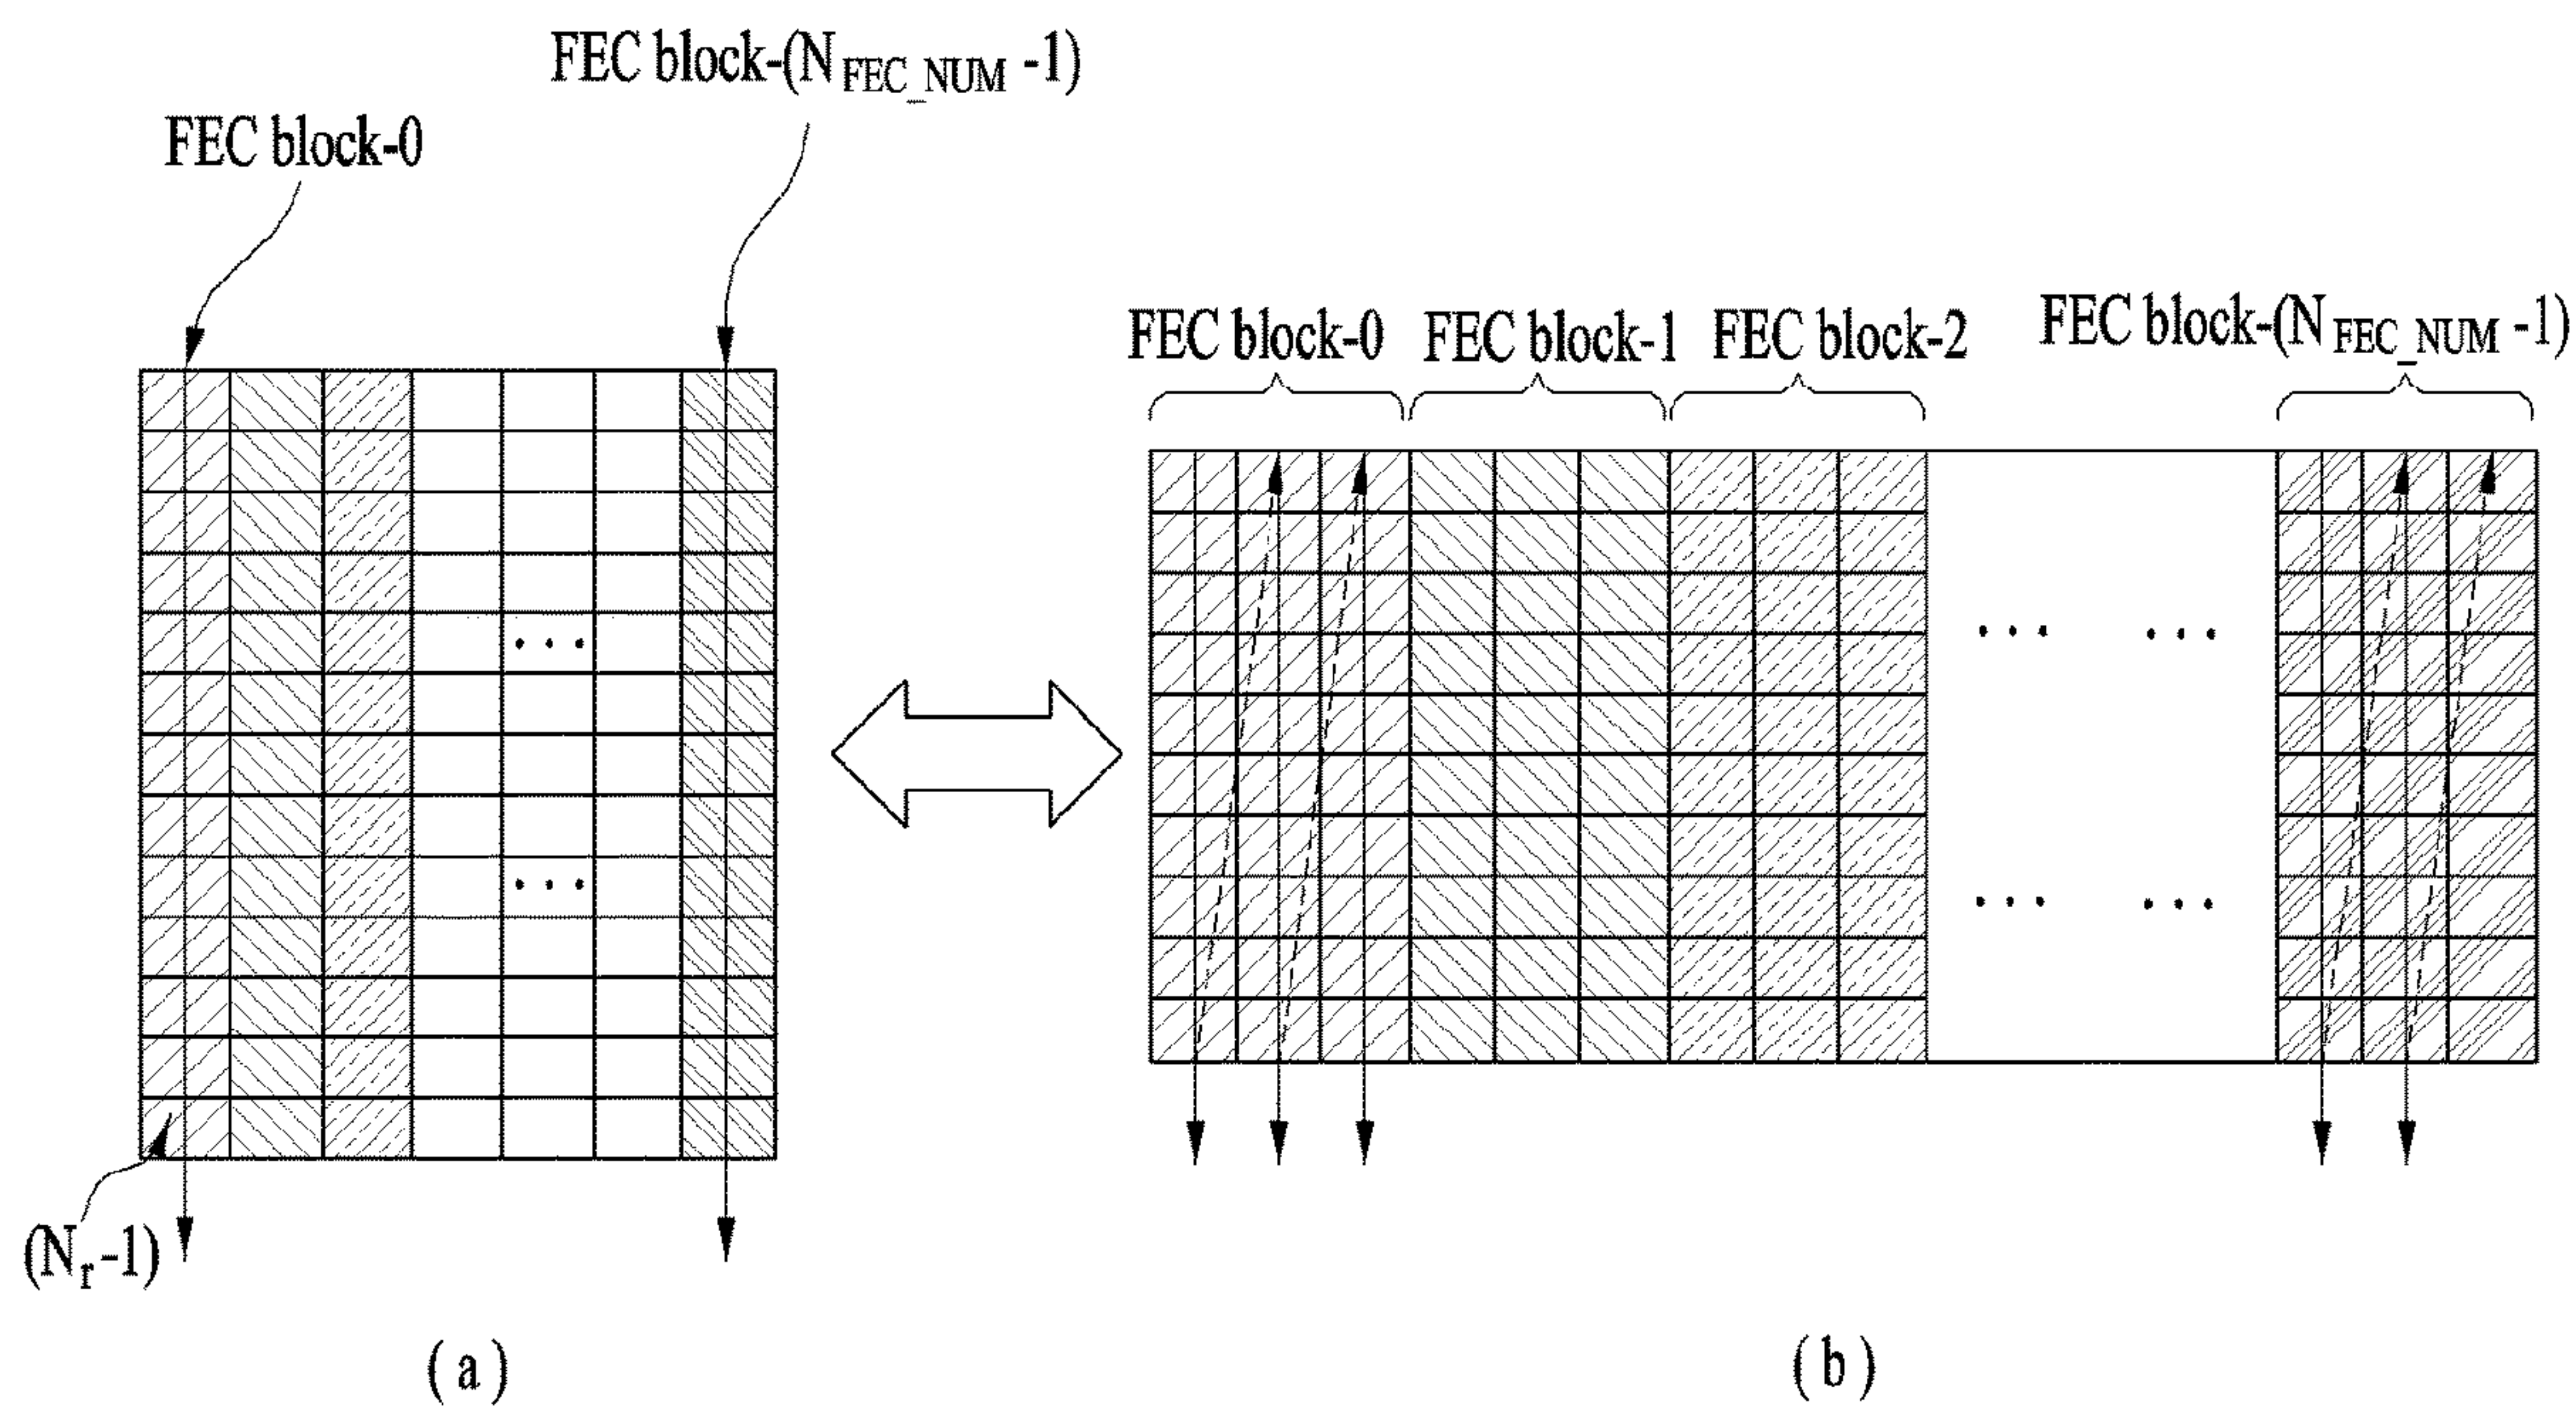 FEC block-(N FEC_NUM -1)
FEC block-0
FEC block-0 FEC block-1 FEC block-2 FEC block-(N FEC_NUM -1)
(Nr-1)
(a) (b)